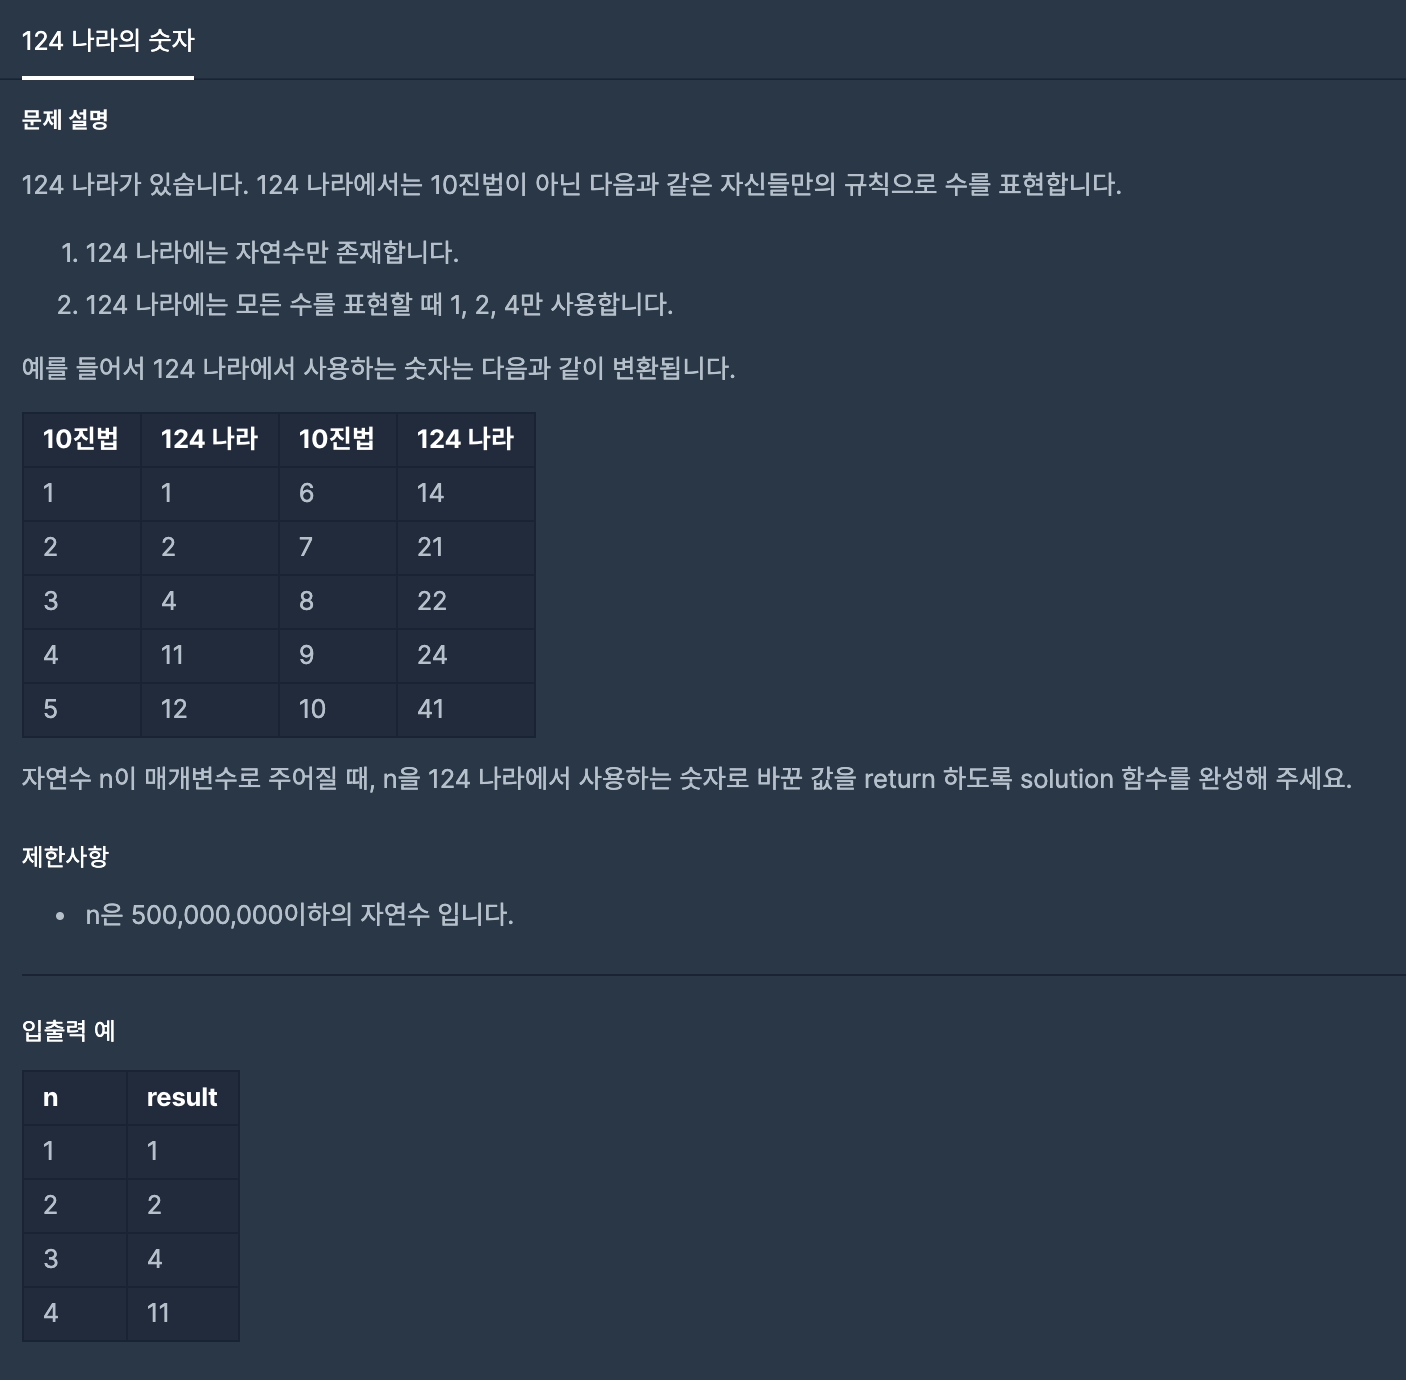 124 나라의 숫자
문제 설명
124 나라가 있습니다. 124 나라에서는 10진법이 아닌 다음과 같은 자신들만의 규칙으로 수를 표현합니다.
1. 124 나라에는 자연수만 존재합니다.
2. 124 나라에는 모든 수를 표현할 때 1, 2, 4만 사용합니다.
예를 들어서 124 나라에서 사용하는 숫자는 다음과 같이 변환됩니다.
10진법 124 나라 10진법 124 나라
1 1 6 14
2 2 7 21
3 4 8 22
4 11 9 24
5 12 10 41
자연수 n이 매개변수로 주어질 때, n을 124 나라에서 사용하는 숫자로 바꾼 값을 return 하도록 solution 함수를 완성해 주세요.
제한사항
• n은 500,000,000이하의 자연수 입니다.
입출력 예
n result
1 1
2 2
3 4
4 11